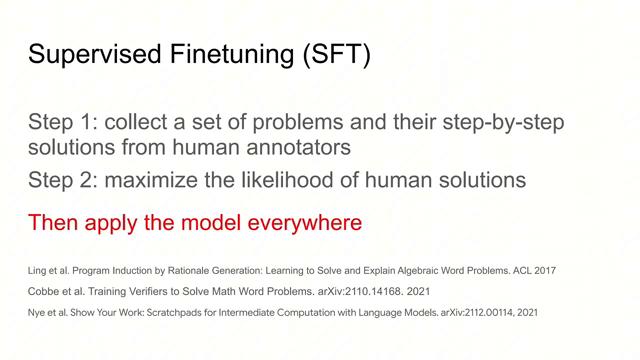 Supervised Finetuning (SFT)
Step 1: collect a set of problems and their step-by-step
solutions from human annotators
Step 2: maximize the likelihood of human solutions
Then apply the model everywhere
Ling et al. Program Induction by Rationale Generation: Learning to Solve and Explain Algebraic Word Problems. ACL 2017
Cobbe et al. Training Verifiers to Solve Math Word Problems. arXiv:2110.14168. 2021
Nye et al. Show Your Work: Scratchpads for Intermediate Computation with Language Models. arXiv:2112.00114, 2021